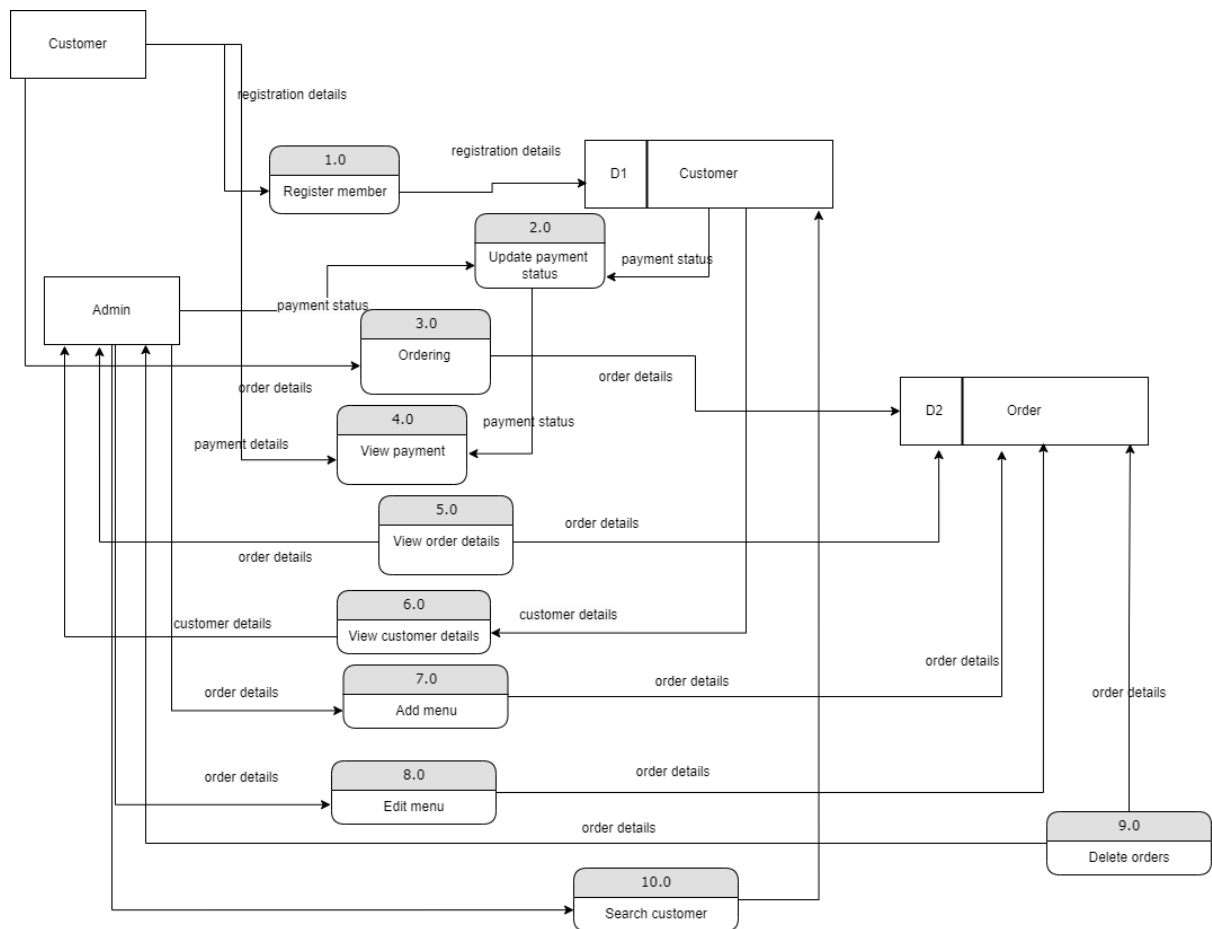 Customer
registration details
1.0
Register member
registration details
D1
Customer
2.0
Update payment
status
payment status
Admin
payment status
3.0
Ordering
order details
order details
D2
Order
4.0
View payment
payment details
payment status
5.0
View order details
order details
order details
6.0
View customer details
customer details
customer details
7.0
Add menu
order details
order details
order details
order details
8.0
Edit menu
order details
order details
9.0
Delete orders
order details
10.0
Search customer